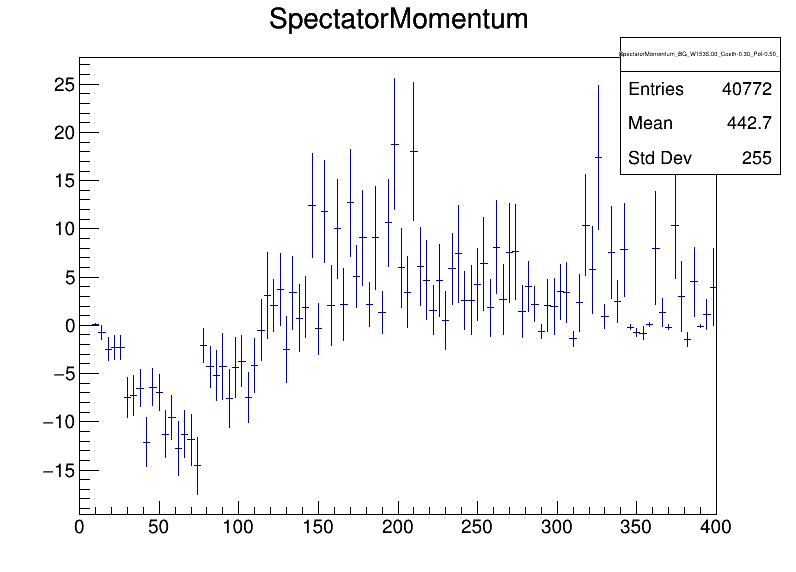 SpectatorMomentum
SpectatorMomentum_BG_W1535.00_Costh-0.30_Pol-0.50_
Entries 40772
Mean 442.7
Std Dev 255
25
20
15
10
5
0
−5
−10
−15
0 50 100 150 200 250 300 350 400